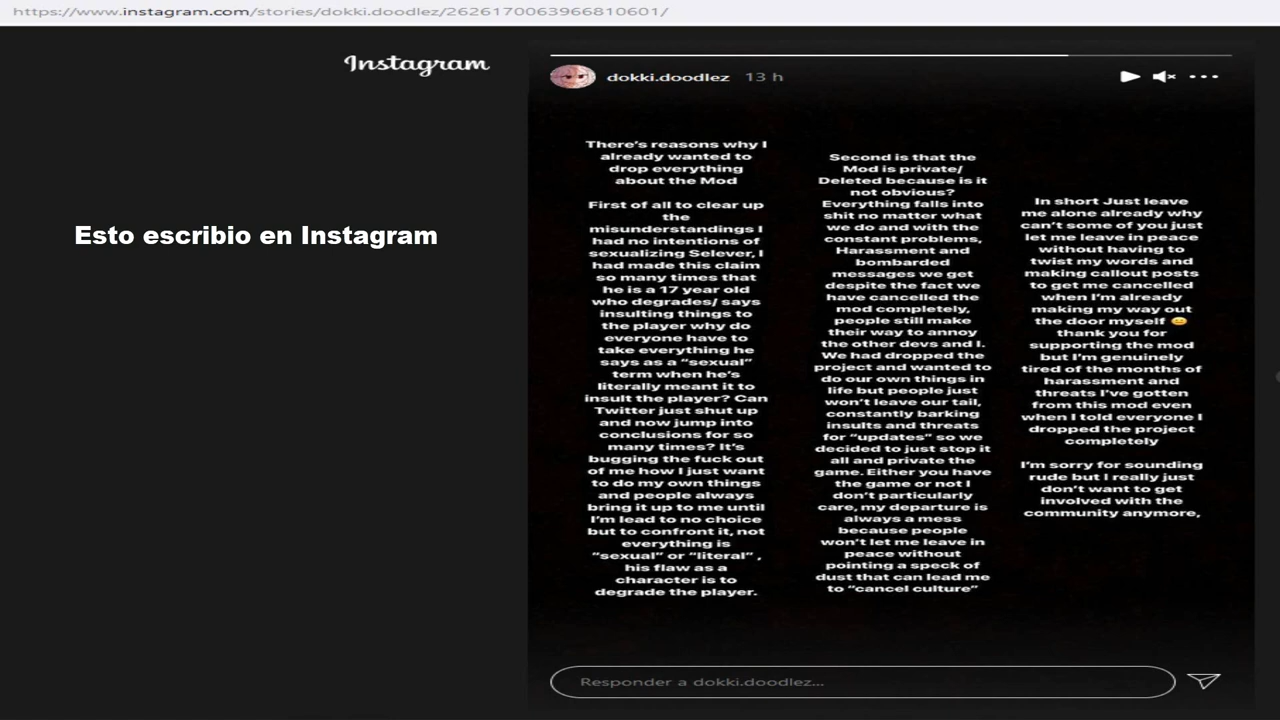 https://www.instagram.com/stories/dokki.doodlez/2626170063966810601/
Instagram
dokki.doodlez 13 h
Esto escribio en Instagram
There's reasons why I
already wanted to
drop everything
about the Mod
First of all to clear up
the
misunderstandings I
had no intentions of
sexualizing Selever, I
had made this claim
so many times that
he is a 17 year old
who degrades/ says
insulting things to
the player why do
everyone have to
take everything he
says as a "sexual"
term when he's
literally meant it to
insult the player? Can
Twitter just shut up
and now jump into
conclusions for so
many times? It's
bugging the fuck out
of me how I just want
to do my own things
and people always
bring it up to me until
I'm lead to no choice
but to confront it, not
everything is
"sexual" or "literal" ,
his flaw as a
character is to
degrade the player.
Second is that the
Mod is private/
Deleted because is it
not obvious?
Everything falls into
shit no matter what
we do and with the
constant problems,
Harassment and
bombarded
messages we get
despite the fact we
have cancelled the
mod completely,
people still make
their way to annoy
the other devs and I.
We had dropped the
project and wanted to
do our own things in
life but people just
won't leave our tail,
constantly barking
insults and threats
for "updates" so we
decided to just stop it
all and private the
game. Either you have
the game or not I
don't particularly
care, my departure is
always a mess
because people
won't let me leave in
peace without
pointing a speck of
dust that can lead me
to "cancel culture"
In short Just leave
me alone already why
can't some of you just
let me leave in peace
without having to
twist my words and
making callout posts
to get me cancelled
when I'm already
making my way out
the door myself 😐
thank you for
supporting the mod
but I'm genuinely
tired of the months of
harassment and
threats I've gotten
from this mod even
when I told everyone I
dropped the project
completely
I'm sorry for sounding
rude but I really just
don't want to get
involved with the
community anymore,
Responder a dokki.doodlez...